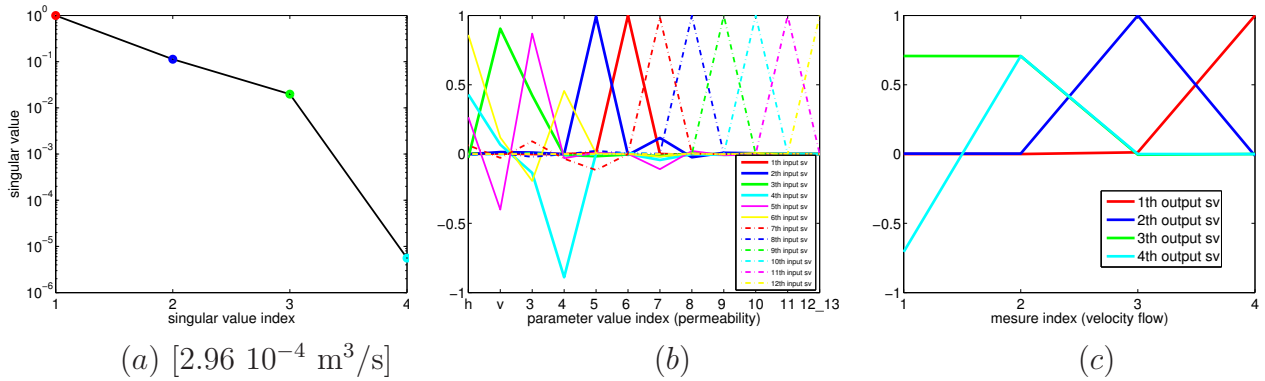 10⁰
10⁻¹
10⁻²
10⁻³
10⁻⁴
10⁻⁵
10⁻⁶
singular value
1 2 3 4
singular value index
(a) [2.96 10⁻⁴ m³/s]
1
0.5
0
−0.5
−1
h v 3 4 5 6 7 8 9 10 11 12_13
parameter value index (permeability)
1th input sv
2th input sv
3th input sv
4th input sv
5th input sv
6th input sv
7th input sv
8th input sv
9th input sv
10th input sv
11th input sv
12th input sv
(b)
1
0.5
0
−0.5
−1
1 2 3 4
mesure index (velocity flow)
1th output sv
2th output sv
3th output sv
4th output sv
(c)